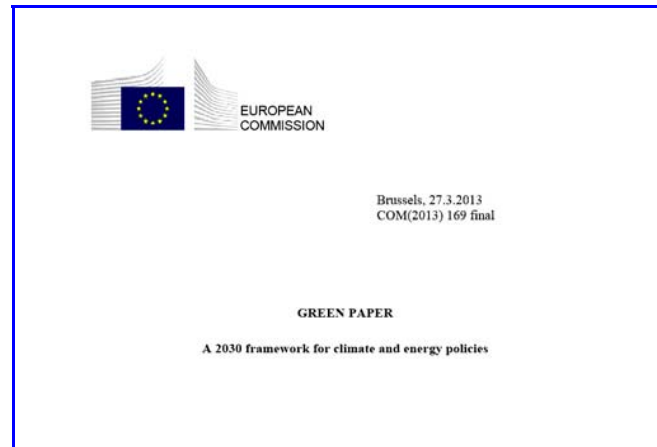 EUROPEAN
COMMISSION
Brussels, 27.3.2013
COM(2013) 169 final
GREEN PAPER
A 2030 framework for climate and energy policies